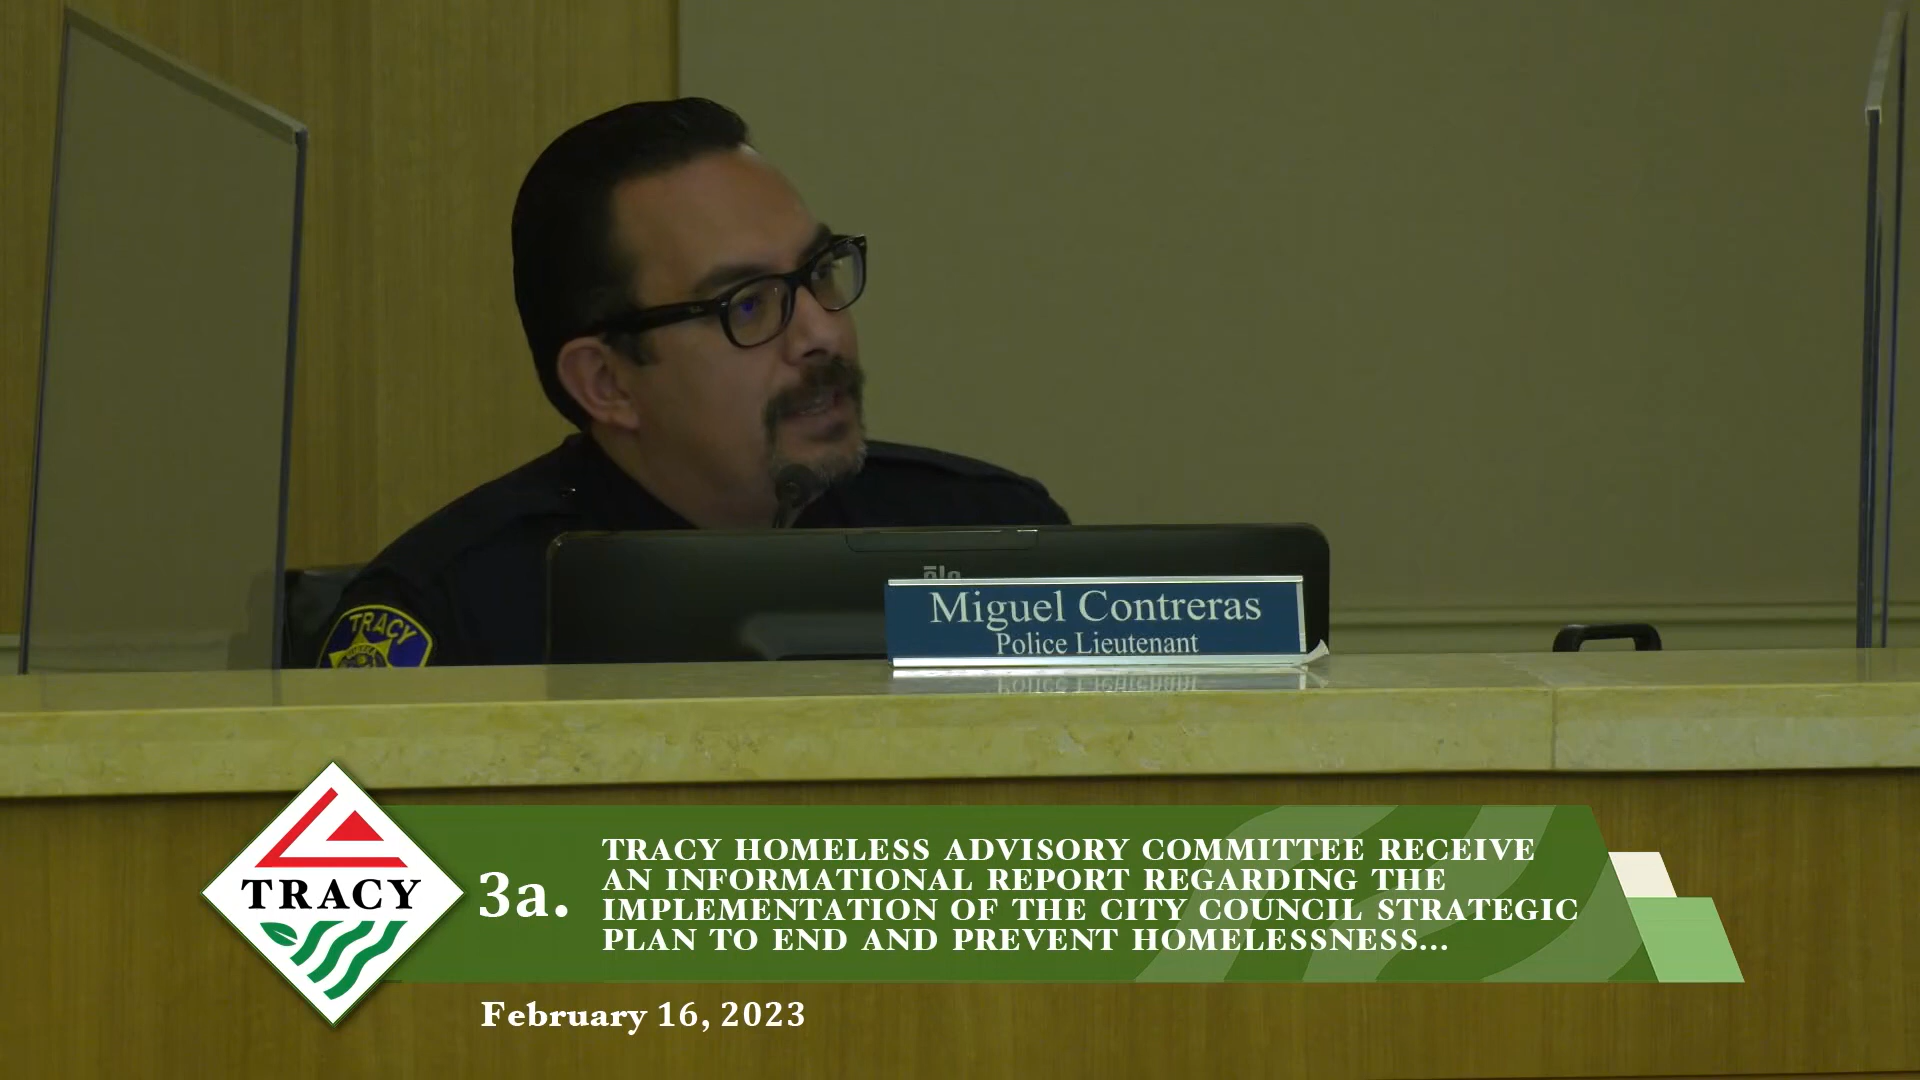 TRACY
Miguel Contreras
Police Lieutenant
TRACY
3a.
TRACY HOMELESS ADVISORY COMMITTEE RECEIVE
AN INFORMATIONAL REPORT REGARDING THE
IMPLEMENTATION OF THE CITY COUNCIL STRATEGIC
PLAN TO END AND PREVENT HOMELESSNESS...
February 16, 2023